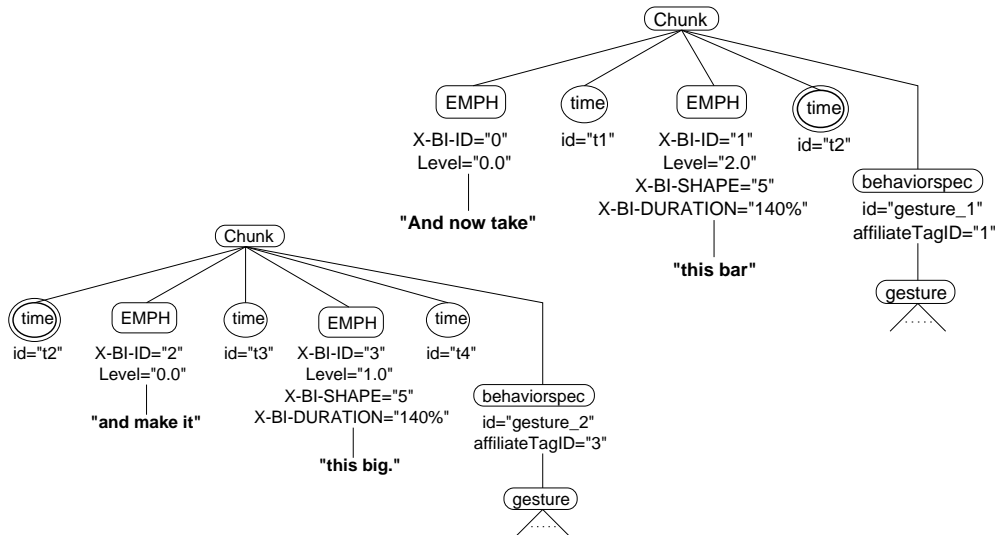 Chunk
EMPH time EMPH time
X-BI-ID="0" id="t1" X-BI-ID="1" id="t2"
Level="0.0" Level="2.0"
X-BI-SHAPE="5" behaviorspec
X-BI-DURATION="140%" id="gesture_1"
"And now take" affiliateTagID="1"
"this bar"
gesture
.....
Chunk
time EMPH time EMPH time
id="t2" X-BI-ID="2" id="t3" X-BI-ID="3" id="t4"
Level="0.0" Level="1.0"
X-BI-SHAPE="5" behaviorspec
"and make it" X-BI-DURATION="140%" id="gesture_2"
affiliateTagID="3"
"this big."
gesture
.....